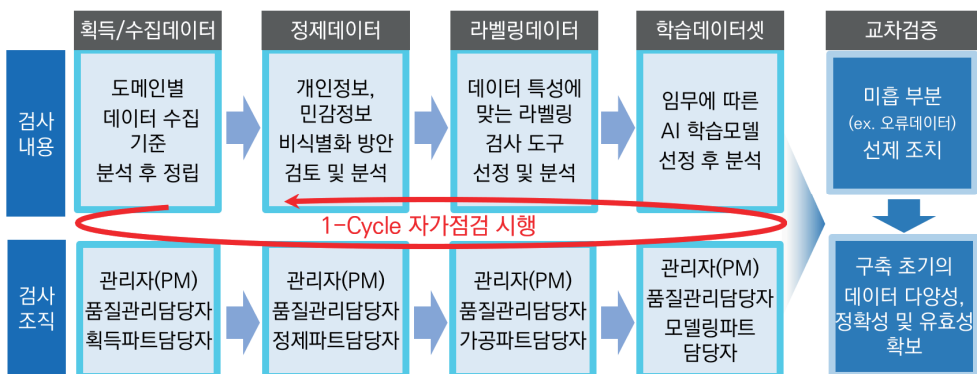 획득/수집데이터
정제데이터
라벨링데이터
학습데이터셋
교차검증
검사
내용
도메인별
데이터 수집
기준
분석 후 정립
개인정보,
민감정보
비식별화 방안
검토 및 분석
데이터 특성에
맞는 라벨링
검사 도구
선정 및 분석
임무에 따른
AI 학습모델
선정 후 분석
미흡 부분
(ex. 오류데이터)
선제 조치
1-Cycle 자가점검 시행
검사
조직
관리자(PM)
품질관리담당자
획득파트담당자
관리자(PM)
품질관리담당자
정제파트담당자
관리자(PM)
품질관리담당자
가공파트담당자
관리자(PM)
품질관리담당자
모델링파트
담당자
구축 초기의
데이터 다양성,
정확성 및 유효성
확보